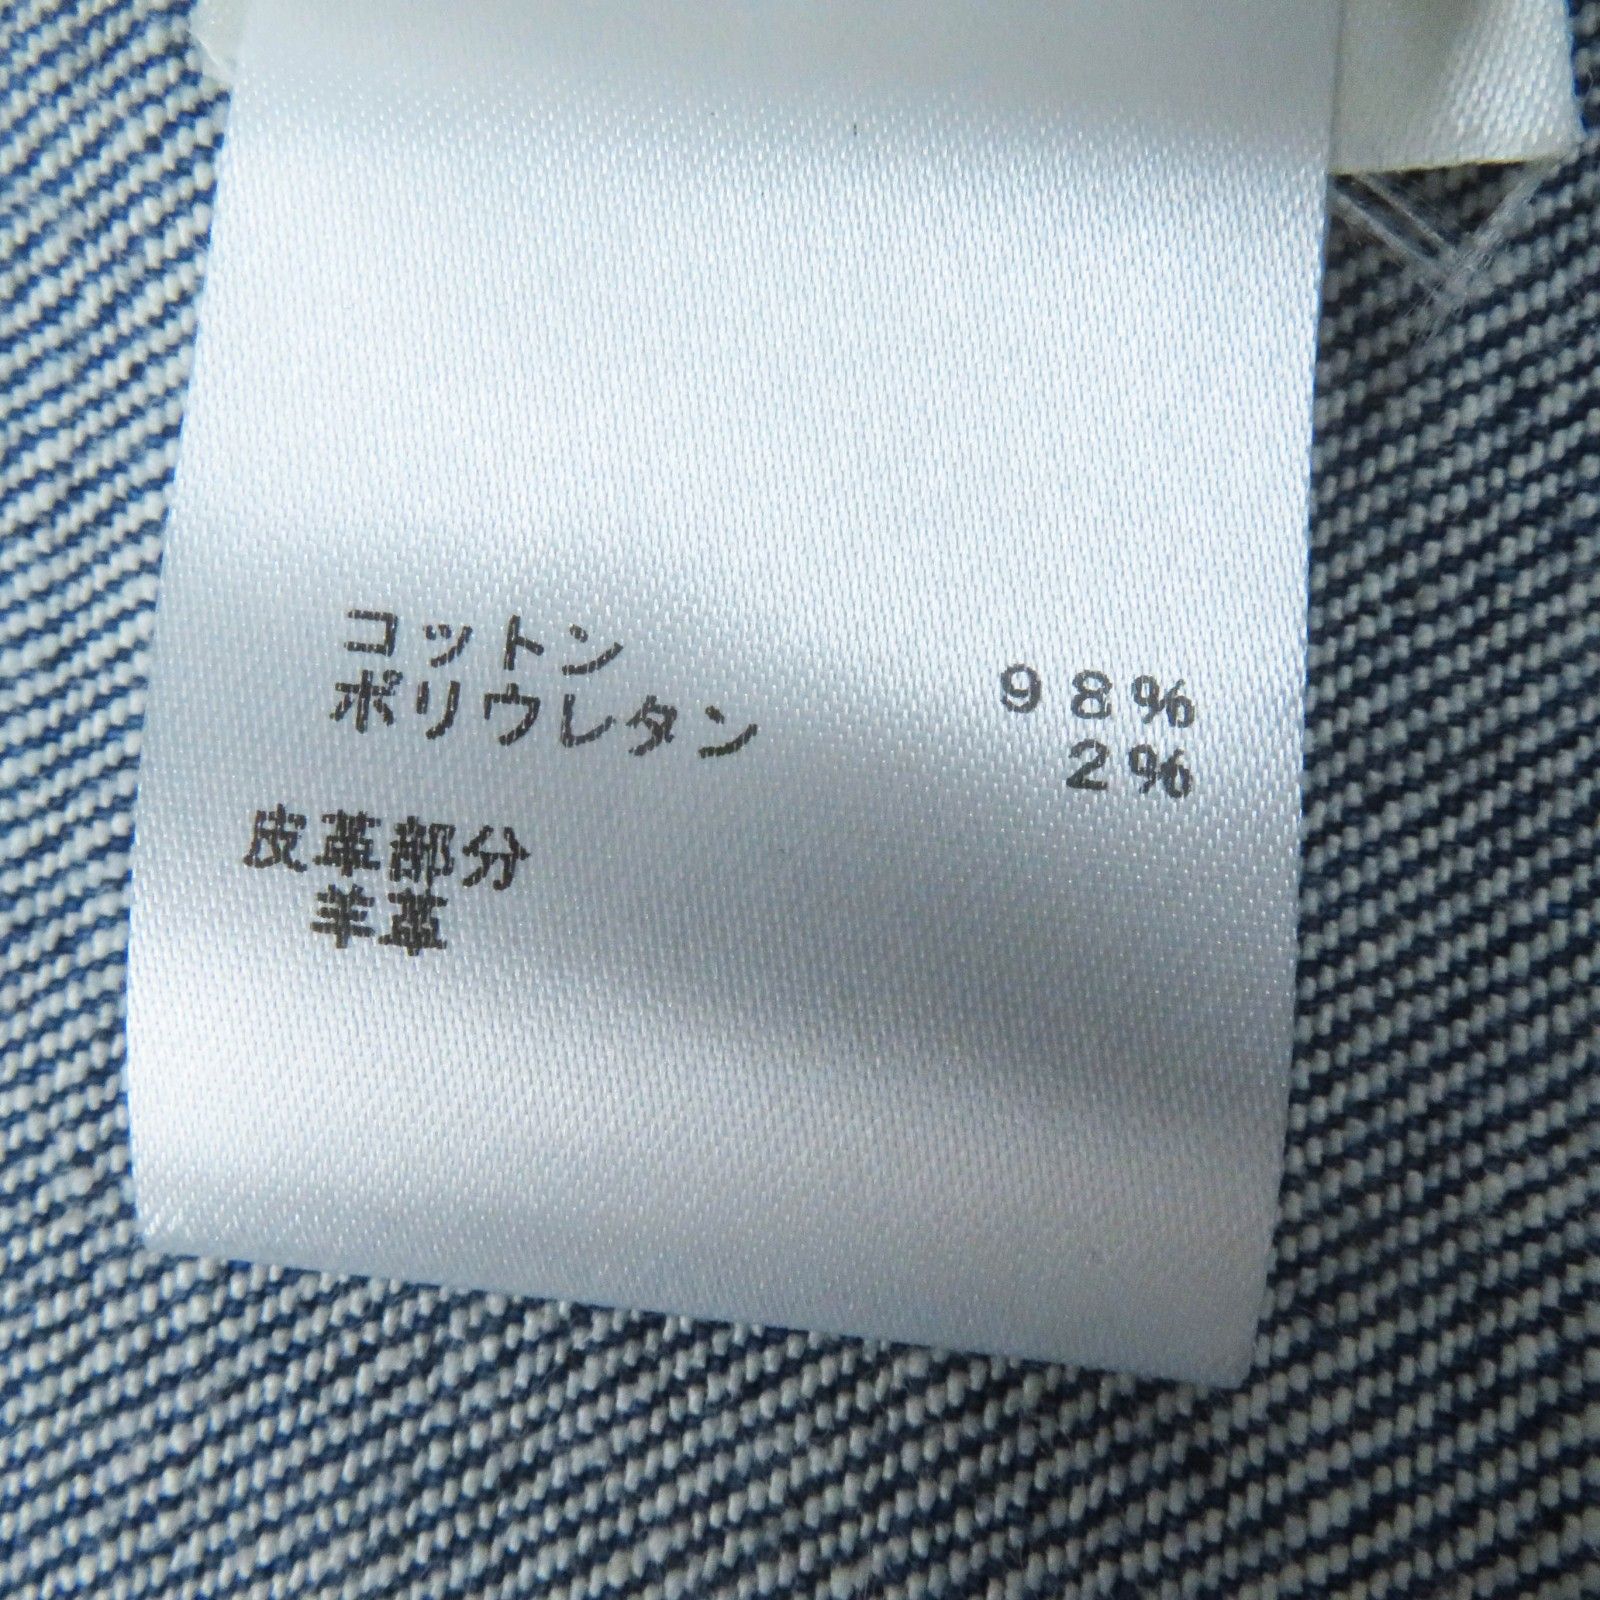 コットン 98%
ポリウレタン 2%
皮革部分
羊革